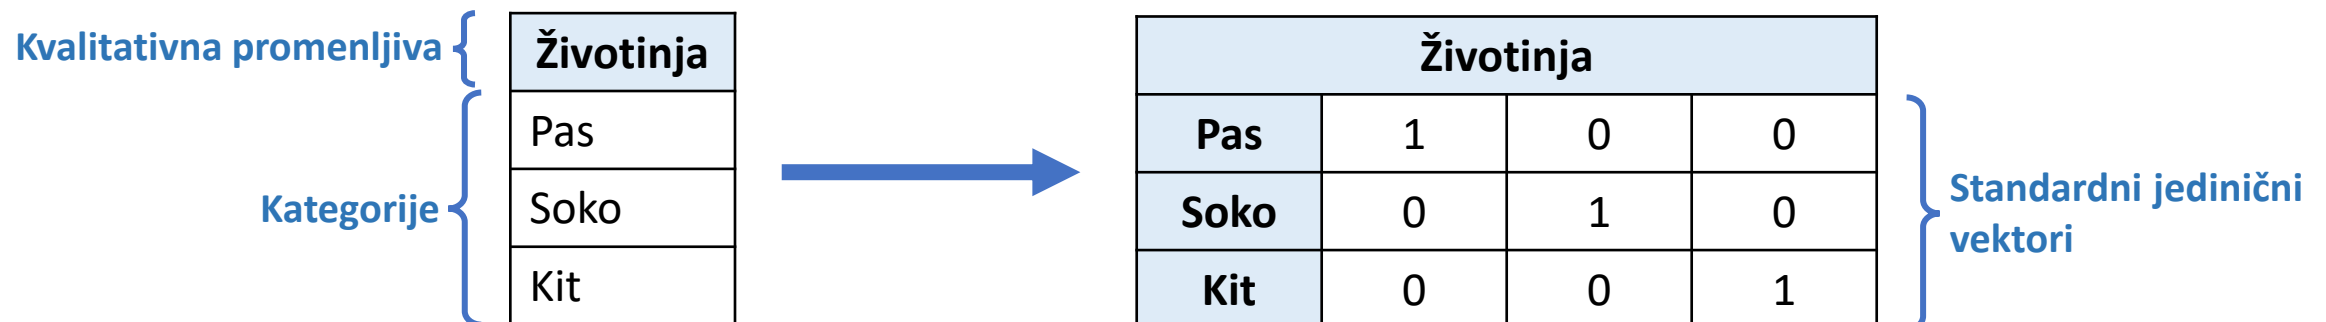 Kvalitativna promenljiva
Životinja
Pas
Soko
Kit
Kategorije
Životinja
Pas 1 0 0
Soko 0 1 0
Kit 0 0 1
Standardni jedinični
vektori